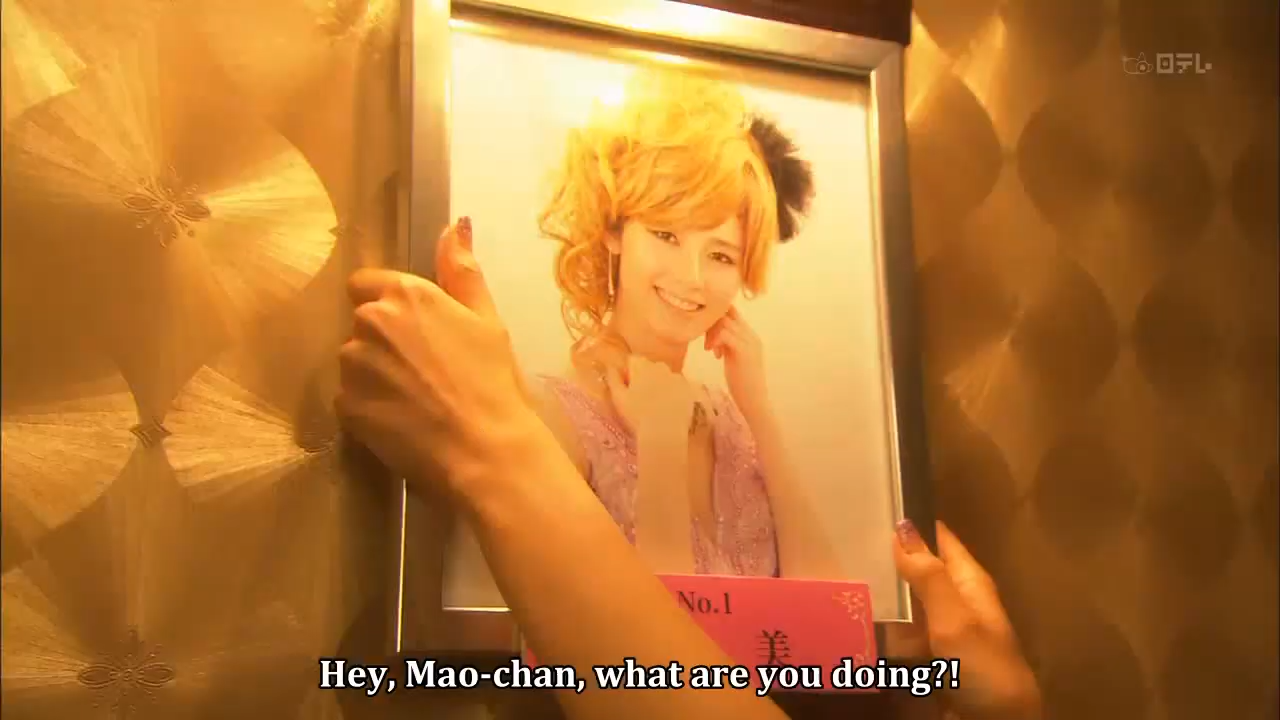 日テレ
No.1
美
Hey, Mao-chan, what are you doing?!